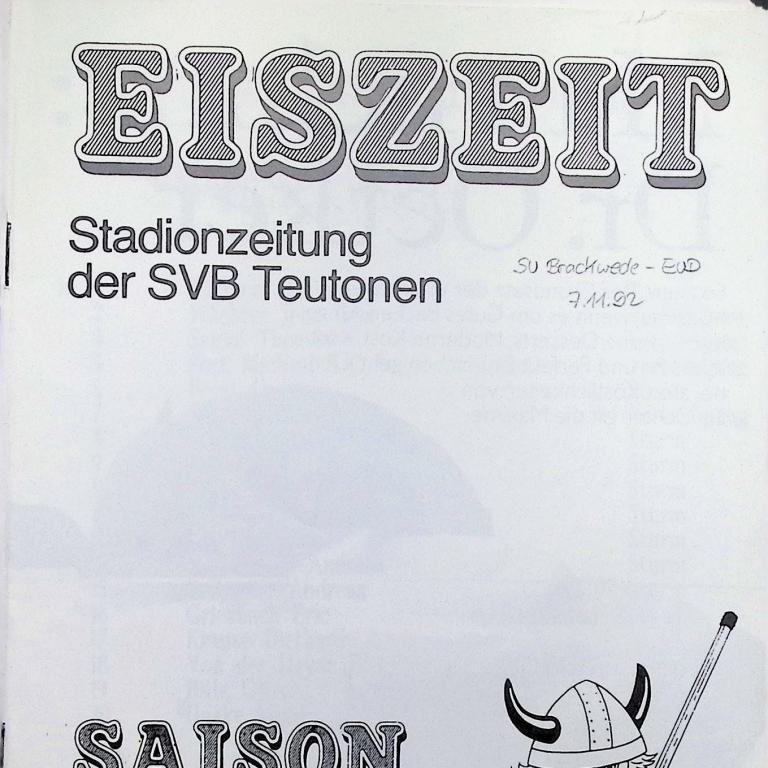 EISZEIT
Stadionzeitung
der SVB Teutonen
SV Brackwede - EVD
7.11.92
SAISON